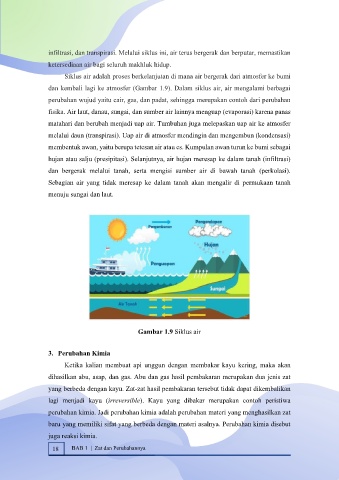 infiltrasi, dan transpirasi. Melalui siklus ini, air terus bergerak dan berputar, memastikan
ketersediaan air bagi seluruh makhluk hidup.
Siklus air adalah proses berkelanjutan di mana air bergerak dari atmosfer ke bumi
dan kembali lagi ke atmosfer (Gambar 1.9). Dalam siklus air, air mengalami berbagai
perubahan wujud yaitu cair, gas, dan padat, sehingga merupakan contoh dari perubahan
fisika. Air laut, danau, sungai, dan sumber air lainnya menguap (evaporasi) karena panas
matahari dan berubah menjadi uap air. Tumbuhan juga melepaskan uap air ke atmosfer
melalui daun (transpirasi). Uap air di atmosfer mendingin dan mengembun (kondensasi)
membentuk awan, yaitu berupa tetesan air atau es. Kumpulan awan turun ke bumi sebagai
hujan atau salju (presipitasi). Selanjutnya, air hujan meresap ke dalam tanah (infiltrasi)
dan bergerak melalui tanah, serta mengisi sumber air di bawah tanah (perkolasi).
Sebagian air yang tidak meresap ke dalam tanah akan mengalir di permukaan tanah
menuju sungai dan laut.
Pengembunan
Pengendapan
Hujan
Penguapan
Sungai
Air Tanah
Gambar 1.9 Siklus air
3. Perubahan Kimia
Ketika kalian membuat api unggun dengan membakar kayu kering, maka akan
dihasilkan abu, asap, dan gas. Abu dan gas hasil pembakaran merupakan dua jenis zat
yang berbeda dengan kayu. Zat-zat hasil pembakaran tersebut tidak dapat dikembalikan
lagi menjadi kayu (irreversible). Kayu yang dibakar merupakan contoh peristiwa
perubahan kimia. Jadi perubahan kimia adalah perubahan materi yang menghasilkan zat
baru yang memiliki sifat yang berbeda dengan materi asalnya. Perubahan kimia disebut
juga reaksi kimia.
18 BAB 1 | Zat dan Perubahannya